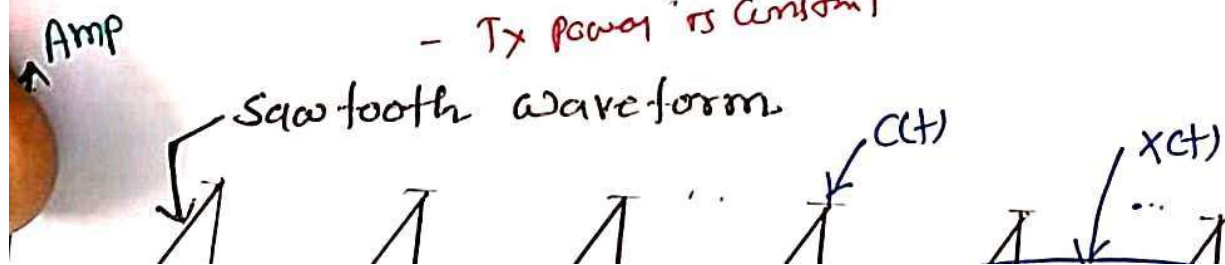 - Tx power is constant
Amp
Sawtooth waveform
C(t)
x(t)